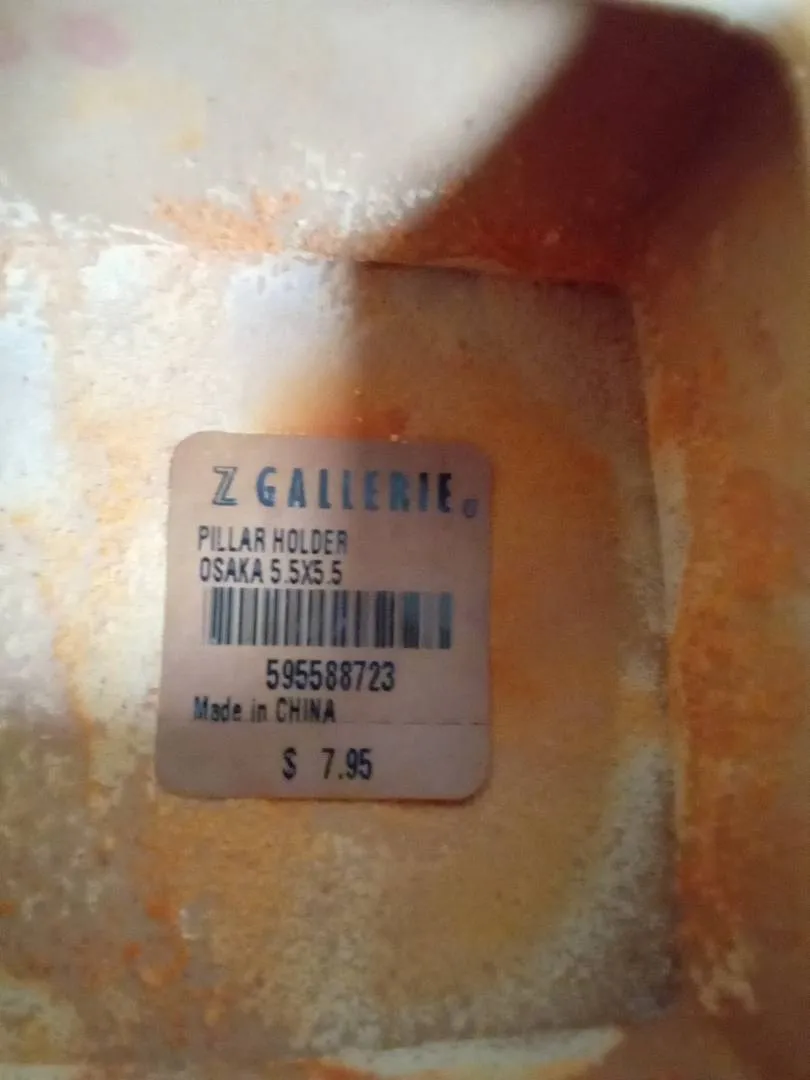 Z GALLERIE
PILLAR HOLDER
OSAKA 5.5X5.5
595588723
Made in CHINA
$ 7.95